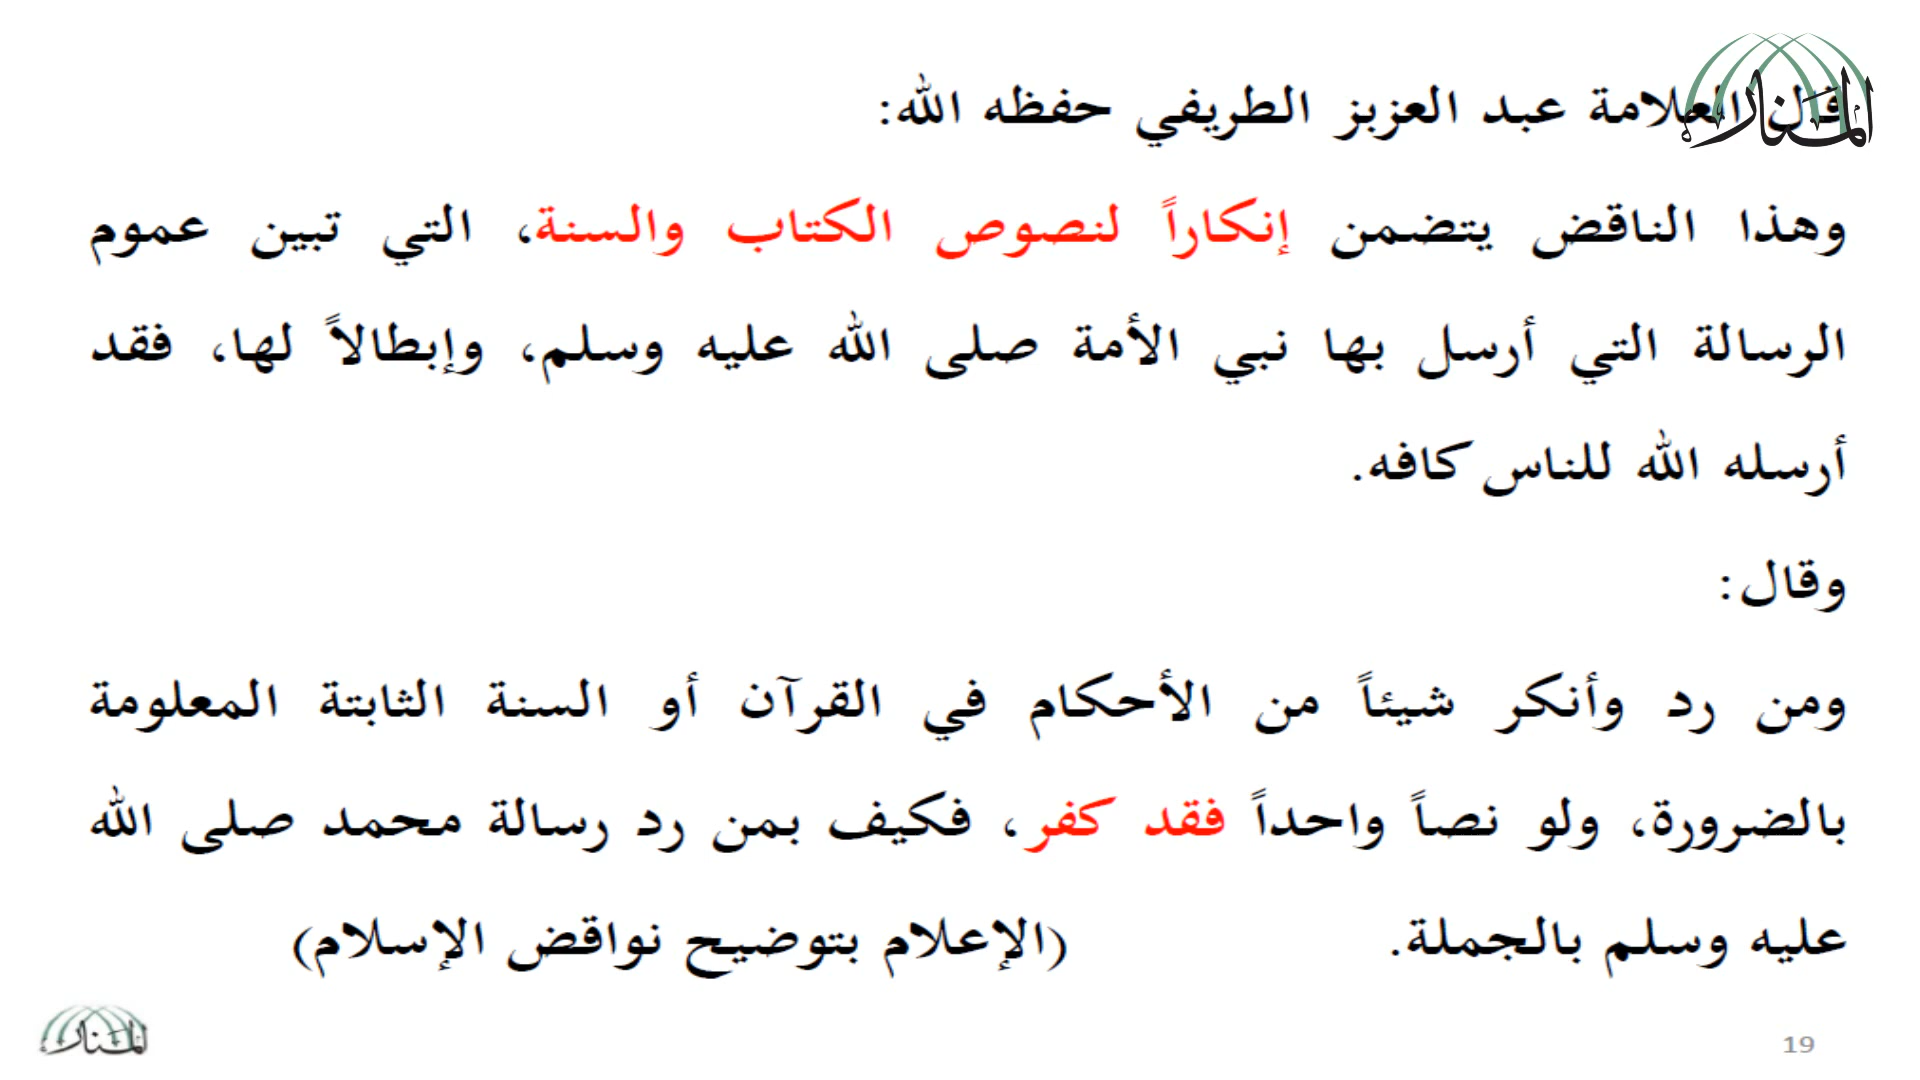 قال العلامة عبد العزيز الطريفي حفظه الله:
المنار
وهذا الناقض يتضمن إنكاراً لنصوص الكتاب والسنة، التي تبين عموم
الرسالة التي أرسل بها نبي الأمة صلى الله عليه وسلم، وإبطالاً لها، فقد
أرسله الله للناس كافه.
وقال:
ومن رد وأنكر شيئاً من الأحكام في القرآن أو السنة الثابتة المعلومة
بالضرورة، ولو نصاً واحداً فقد كفر، فكيف بمن رد رسالة محمد صلى الله
عليه وسلم بالجملة. (الإعلام بتوضيح نواقض الإسلام)
المنار
19